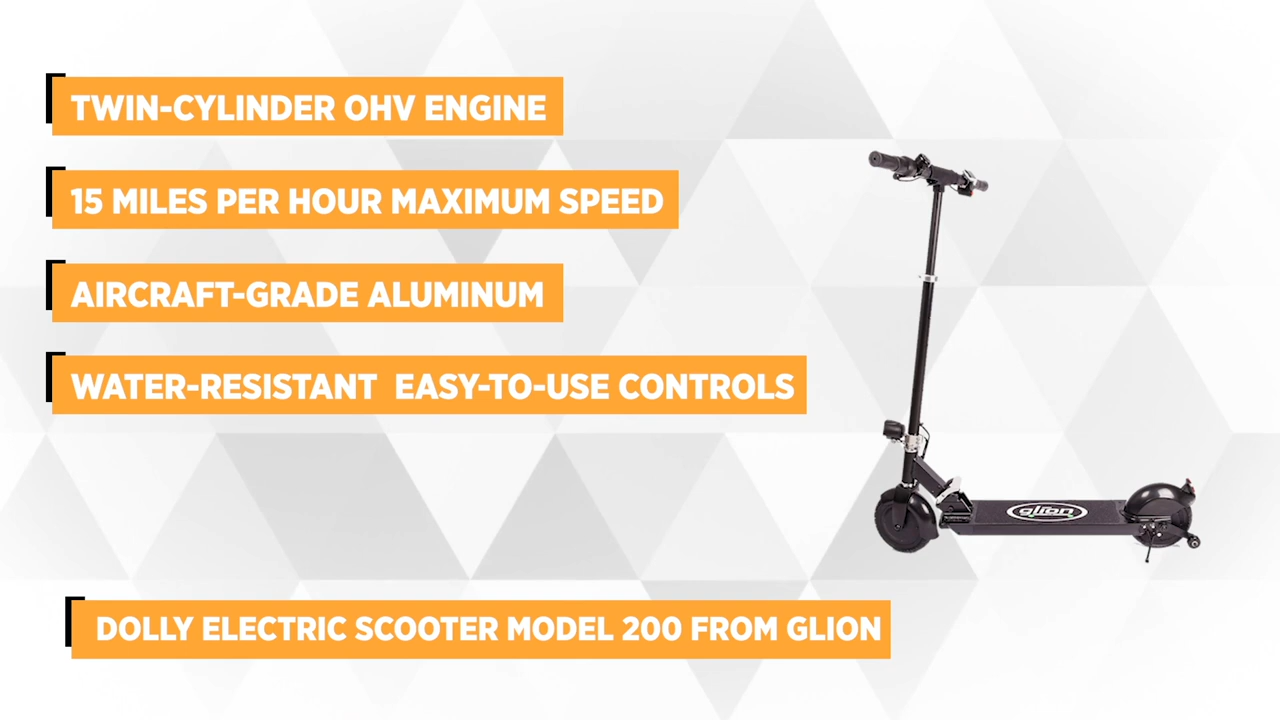 TWIN-CYLINDER OHV ENGINE
15 MILES PER HOUR MAXIMUM SPEED
AIRCRAFT-GRADE ALUMINUM
WATER-RESISTANT  EASY-TO-USE CONTROLS
glion
DOLLY ELECTRIC SCOOTER MODEL 200 FROM GLION